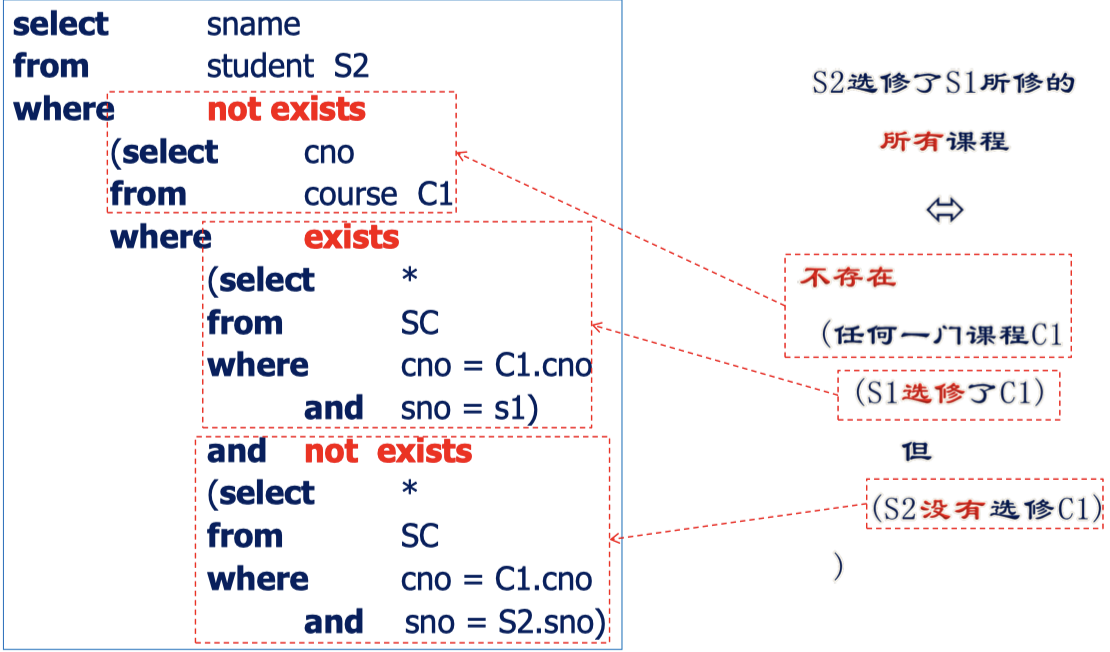 select sname
from student S2
where not exists
(select cno
from course C1
where exists
(select *
from SC
where cno = C1.cno
and sno = s1)
and not exists
(select *
from SC
where cno = C1.cno
and sno = S2.sno)
S2选修了S1所修的
所有课程
⇔
不存在
(任何一门课程C1
(S1选修了C1)
但
(S2没有选修C1)
)